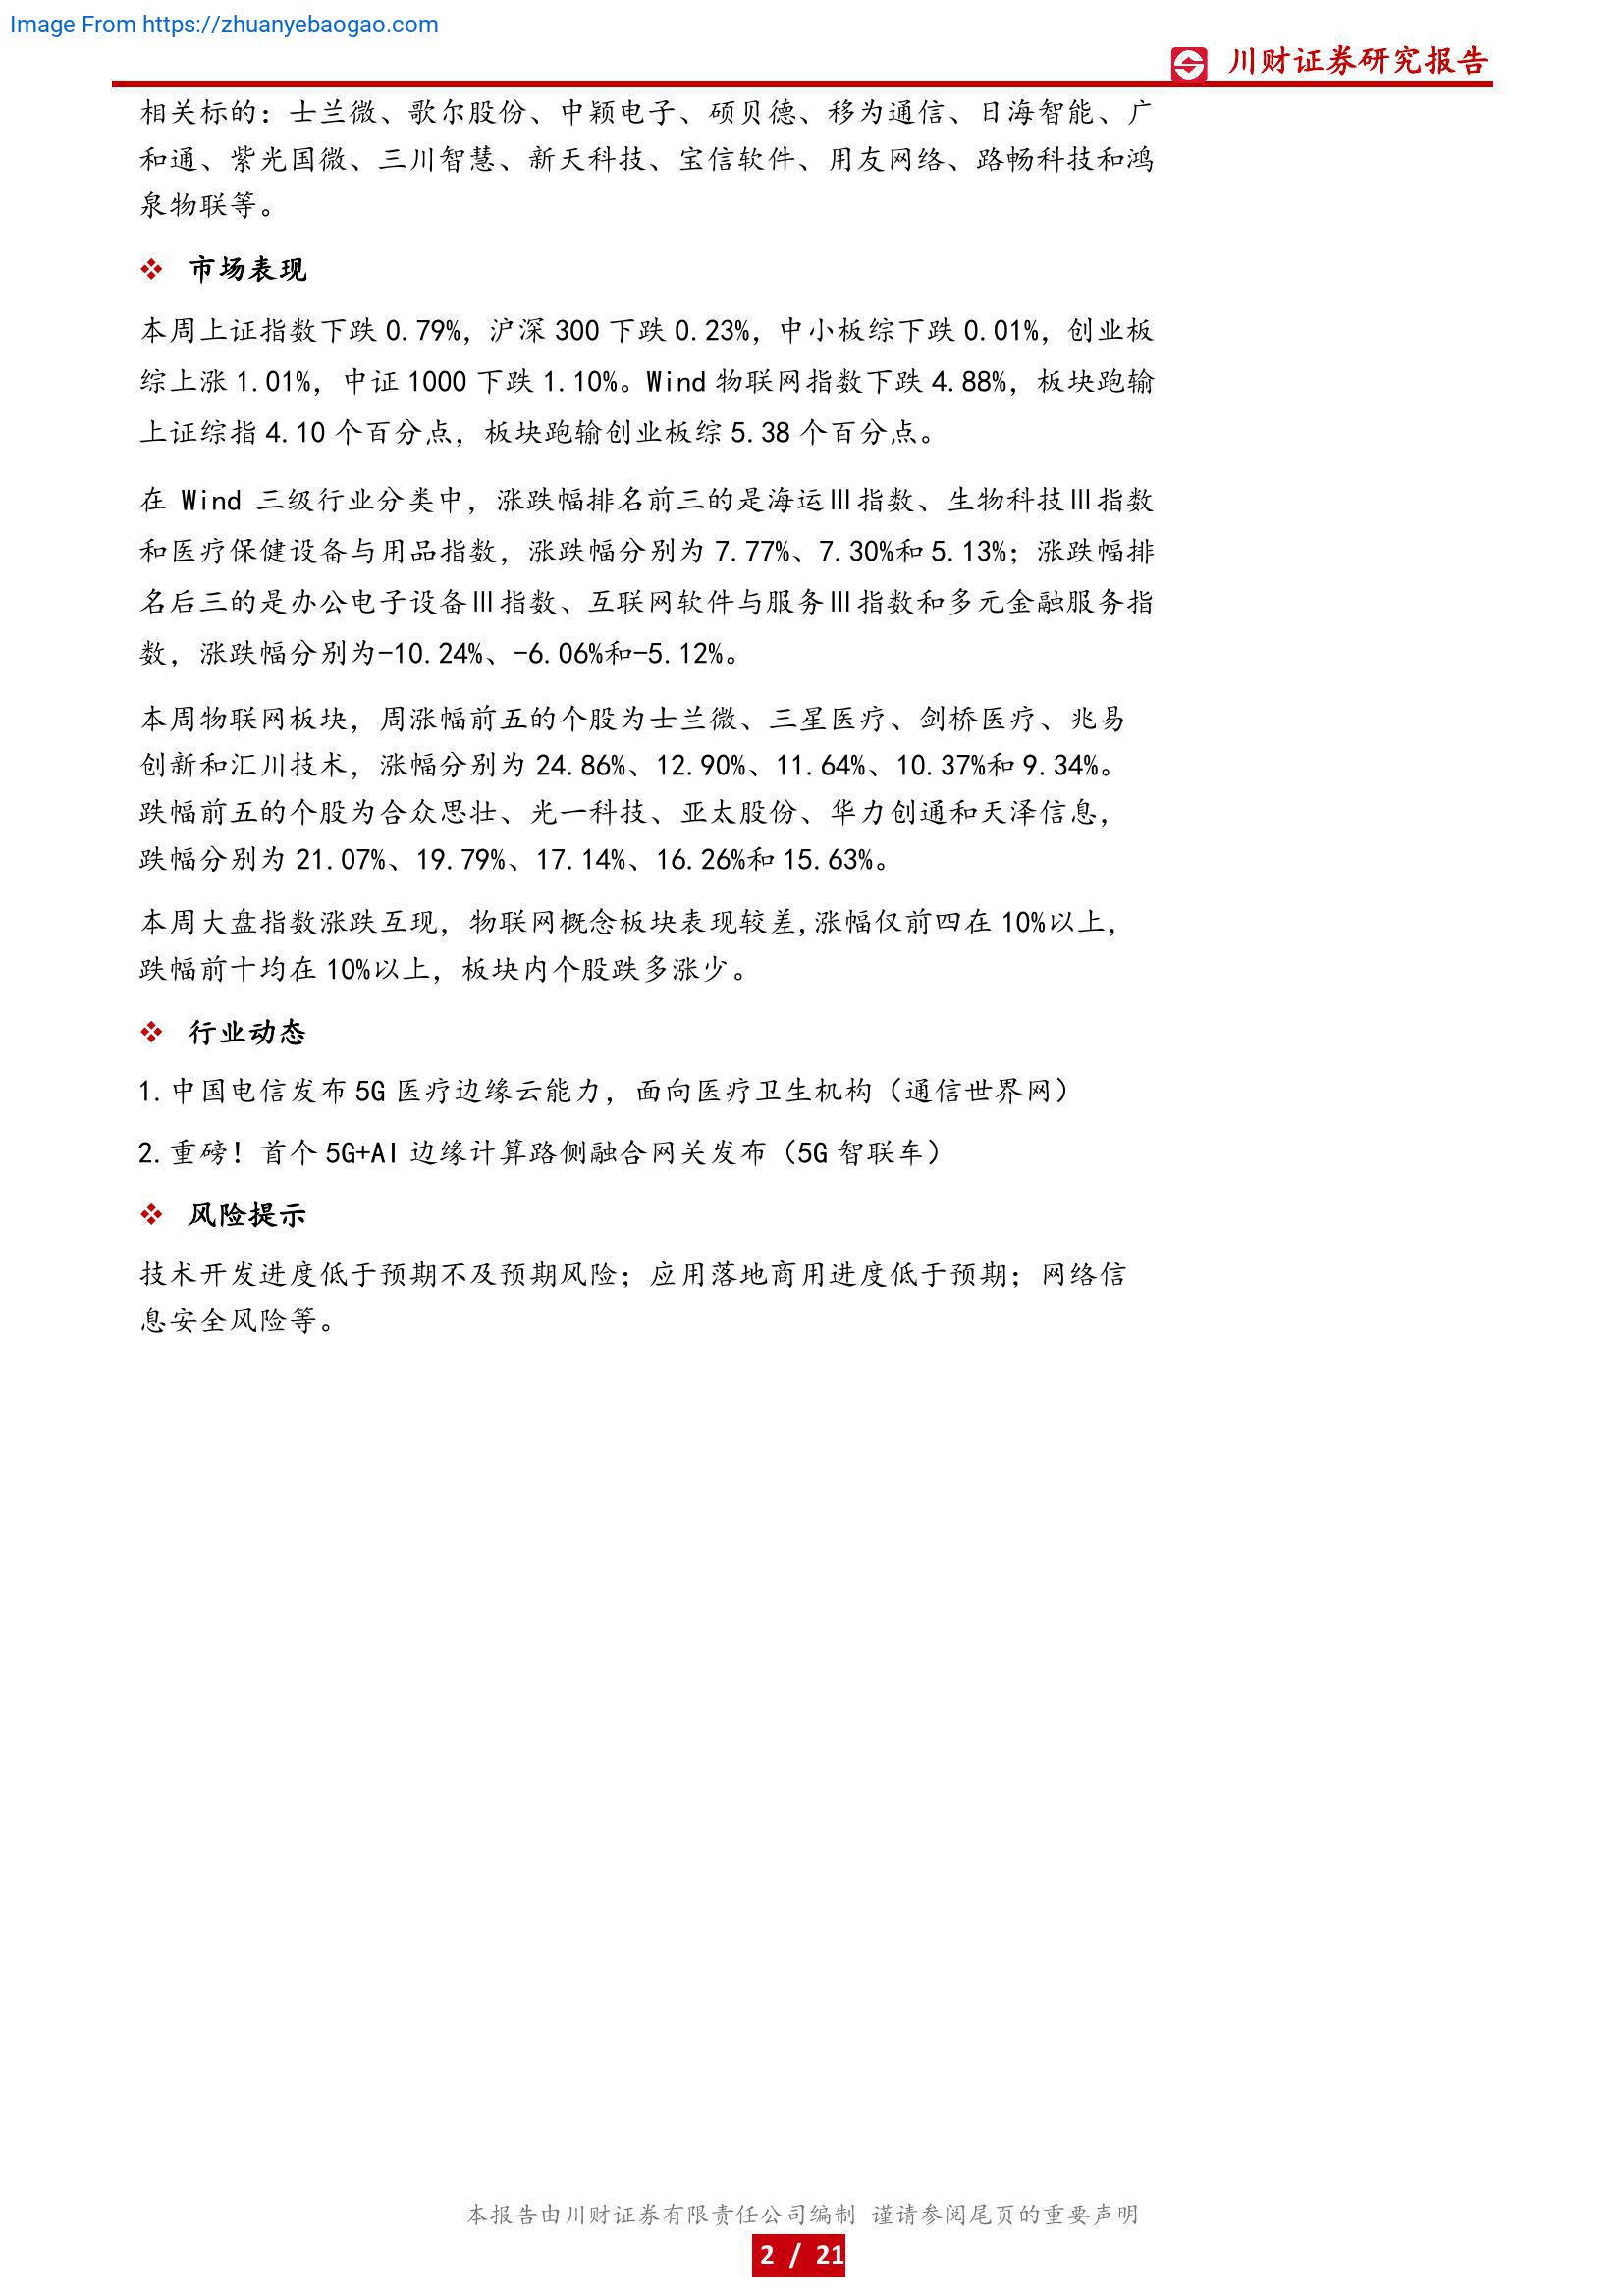 Image From https://zhuanyebaogao.com
川财证券研究报告
相关标的：士兰微、歌尔股份、中颖电子、硕贝德、移为通信、日海智能、广
和通、紫光国微、三川智慧、新天科技、宝信软件、用友网络、路畅科技和鸿
泉物联等。
❖ 市场表现
本周上证指数下跌 0.79%，沪深 300 下跌 0.23%，中小板综下跌 0.01%，创业板
综上涨 1.01%，中证 1000 下跌 1.10%。Wind 物联网指数下跌 4.88%，板块跑输
上证综指 4.10 个百分点，板块跑输创业板综 5.38 个百分点。
在 Wind 三级行业分类中，涨跌幅排名前三的是海运Ⅲ指数、生物科技Ⅲ指数
和医疗保健设备与用品指数，涨跌幅分别为 7.77%、7.30%和 5.13%；涨跌幅排
名后三的是办公电子设备Ⅲ指数、互联网软件与服务Ⅲ指数和多元金融服务指
数，涨跌幅分别为-10.24%、-6.06%和-5.12%。
本周物联网板块，周涨幅前五的个股为士兰微、三星医疗、剑桥医疗、兆易
创新和汇川技术，涨幅分别为 24.86%、12.90%、11.64%、10.37%和 9.34%。
跌幅前五的个股为合众思壮、光一科技、亚太股份、华力创通和天泽信息，
跌幅分别为 21.07%、19.79%、17.14%、16.26%和 15.63%。
本周大盘指数涨跌互现，物联网概念板块表现较差,涨幅仅前四在 10%以上，
跌幅前十均在 10%以上，板块内个股跌多涨少。
❖ 行业动态
1.中国电信发布 5G 医疗边缘云能力，面向医疗卫生机构（通信世界网）
2.重磅！首个 5G+AI 边缘计算路侧融合网关发布（5G 智联车）
❖ 风险提示
技术开发进度低于预期不及预期风险；应用落地商用进度低于预期；网络信
息安全风险等。
本报告由川财证券有限责任公司编制 谨请参阅尾页的重要声明
2 / 21